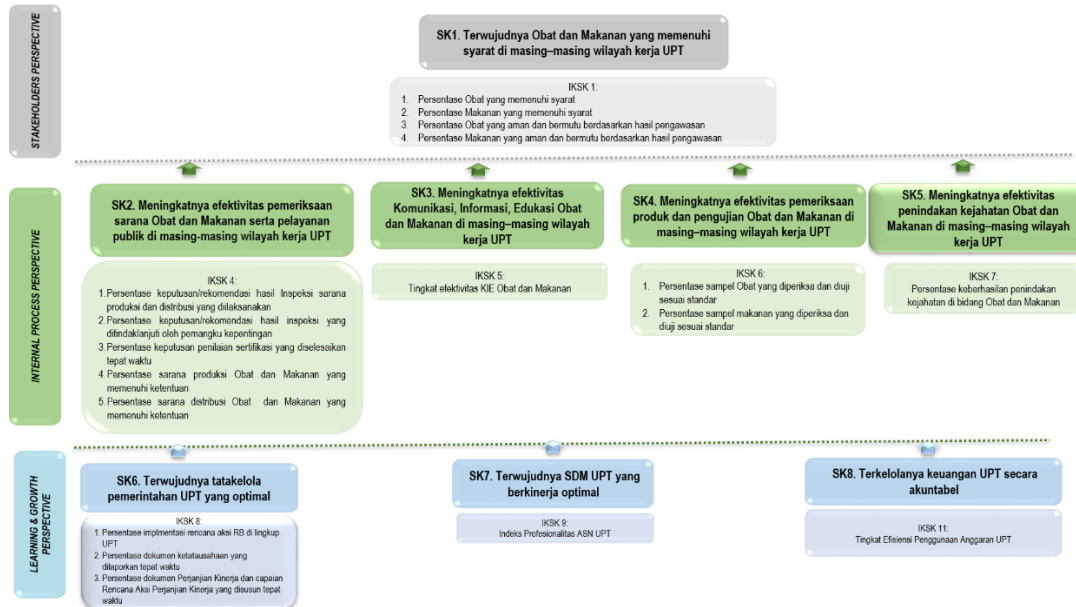 STAKEHOLDERS PERSPECTIVE
SK1. Terwujudnya Obat dan Makanan yang memenuhi
syarat di masing–masing wilayah kerja UPT
IKSK 1:
1. Persentase Obat yang memenuhi syarat
2. Persentase Makanan yang memenuhi syarat
3. Persentase Obat yang aman dan bermutu berdasarkan hasil pengawasan
4. Persentase Makanan yang aman dan bermutu berdasarkan hasil pengawasan
INTERNAL PROCESS PERSPECTIVE
SK2. Meningkatnya efektivitas pemeriksaan
sarana Obat dan Makanan serta pelayanan
publik di masing-masing wilayah kerja UPT
IKSK 4:
1. Persentase keputusan/rekomendasi hasil Inspeksi sarana
produksi dan distribusi yang dilaksanakan
2. Persentase keputusan/rekomendasi hasil inspeksi yang
ditindaklanjuti oleh pemangku kepentingan
3. Persentase keputusan penilaian sertifikasi yang diselesaikan
tepat waktu
4. Persentase sarana produksi Obat dan Makanan yang
memenuhi ketentuan
5. Persentase sarana distribusi Obat dan Makanan yang
memenuhi ketentuan
SK3. Meningkatnya efektivitas
Komunikasi, Informasi, Edukasi Obat
dan Makanan di masing–masing wilayah
kerja UPT
IKSK 5:
Tingkat efektivitas KIE Obat dan Makanan
SK4. Meningkatnya efektivitas pemeriksaan
produk dan pengujian Obat dan Makanan di
masing–masing wilayah kerja UPT
IKSK 6:
1. Persentase sampel Obat yang diperiksa dan diuji
sesuai standar
2. Persentase sampel makanan yang diperiksa dan
diuji sesuai standar
SK5. Meningkatnya efektivitas
penindakan kejahatan Obat dan
Makanan di masing–masing wilayah
kerja UPT
IKSK 7:
Persentase keberhasilan penindakan
kejahatan di bidang Obat dan Makanan
LEARNING & GROWTH
PERSPECTIVE
SK6. Terwujudnya tatakelola
pemerintahan UPT yang optimal
IKSK 8:
1. Persentase implmentasi rencana aksi RB di lingkup
UPT
2. Persentase dokumen ketatausahaan yang
dilaporkan tepat waktu
3. Persentase dokumen Perjanjian Kinerja dan capaian
Rencana Aksi Perjanjian Kinerja yang disusun tepat
waktu
SK7. Terwujudnya SDM UPT yang
berkinerja optimal
IKSK 9:
Indeks Profesionalitas ASN UPT
SK8. Terkelolanya keuangan UPT secara
akuntabel
IKSK 11:
Tingkat Efisiensi Penggunaan Anggaran UPT